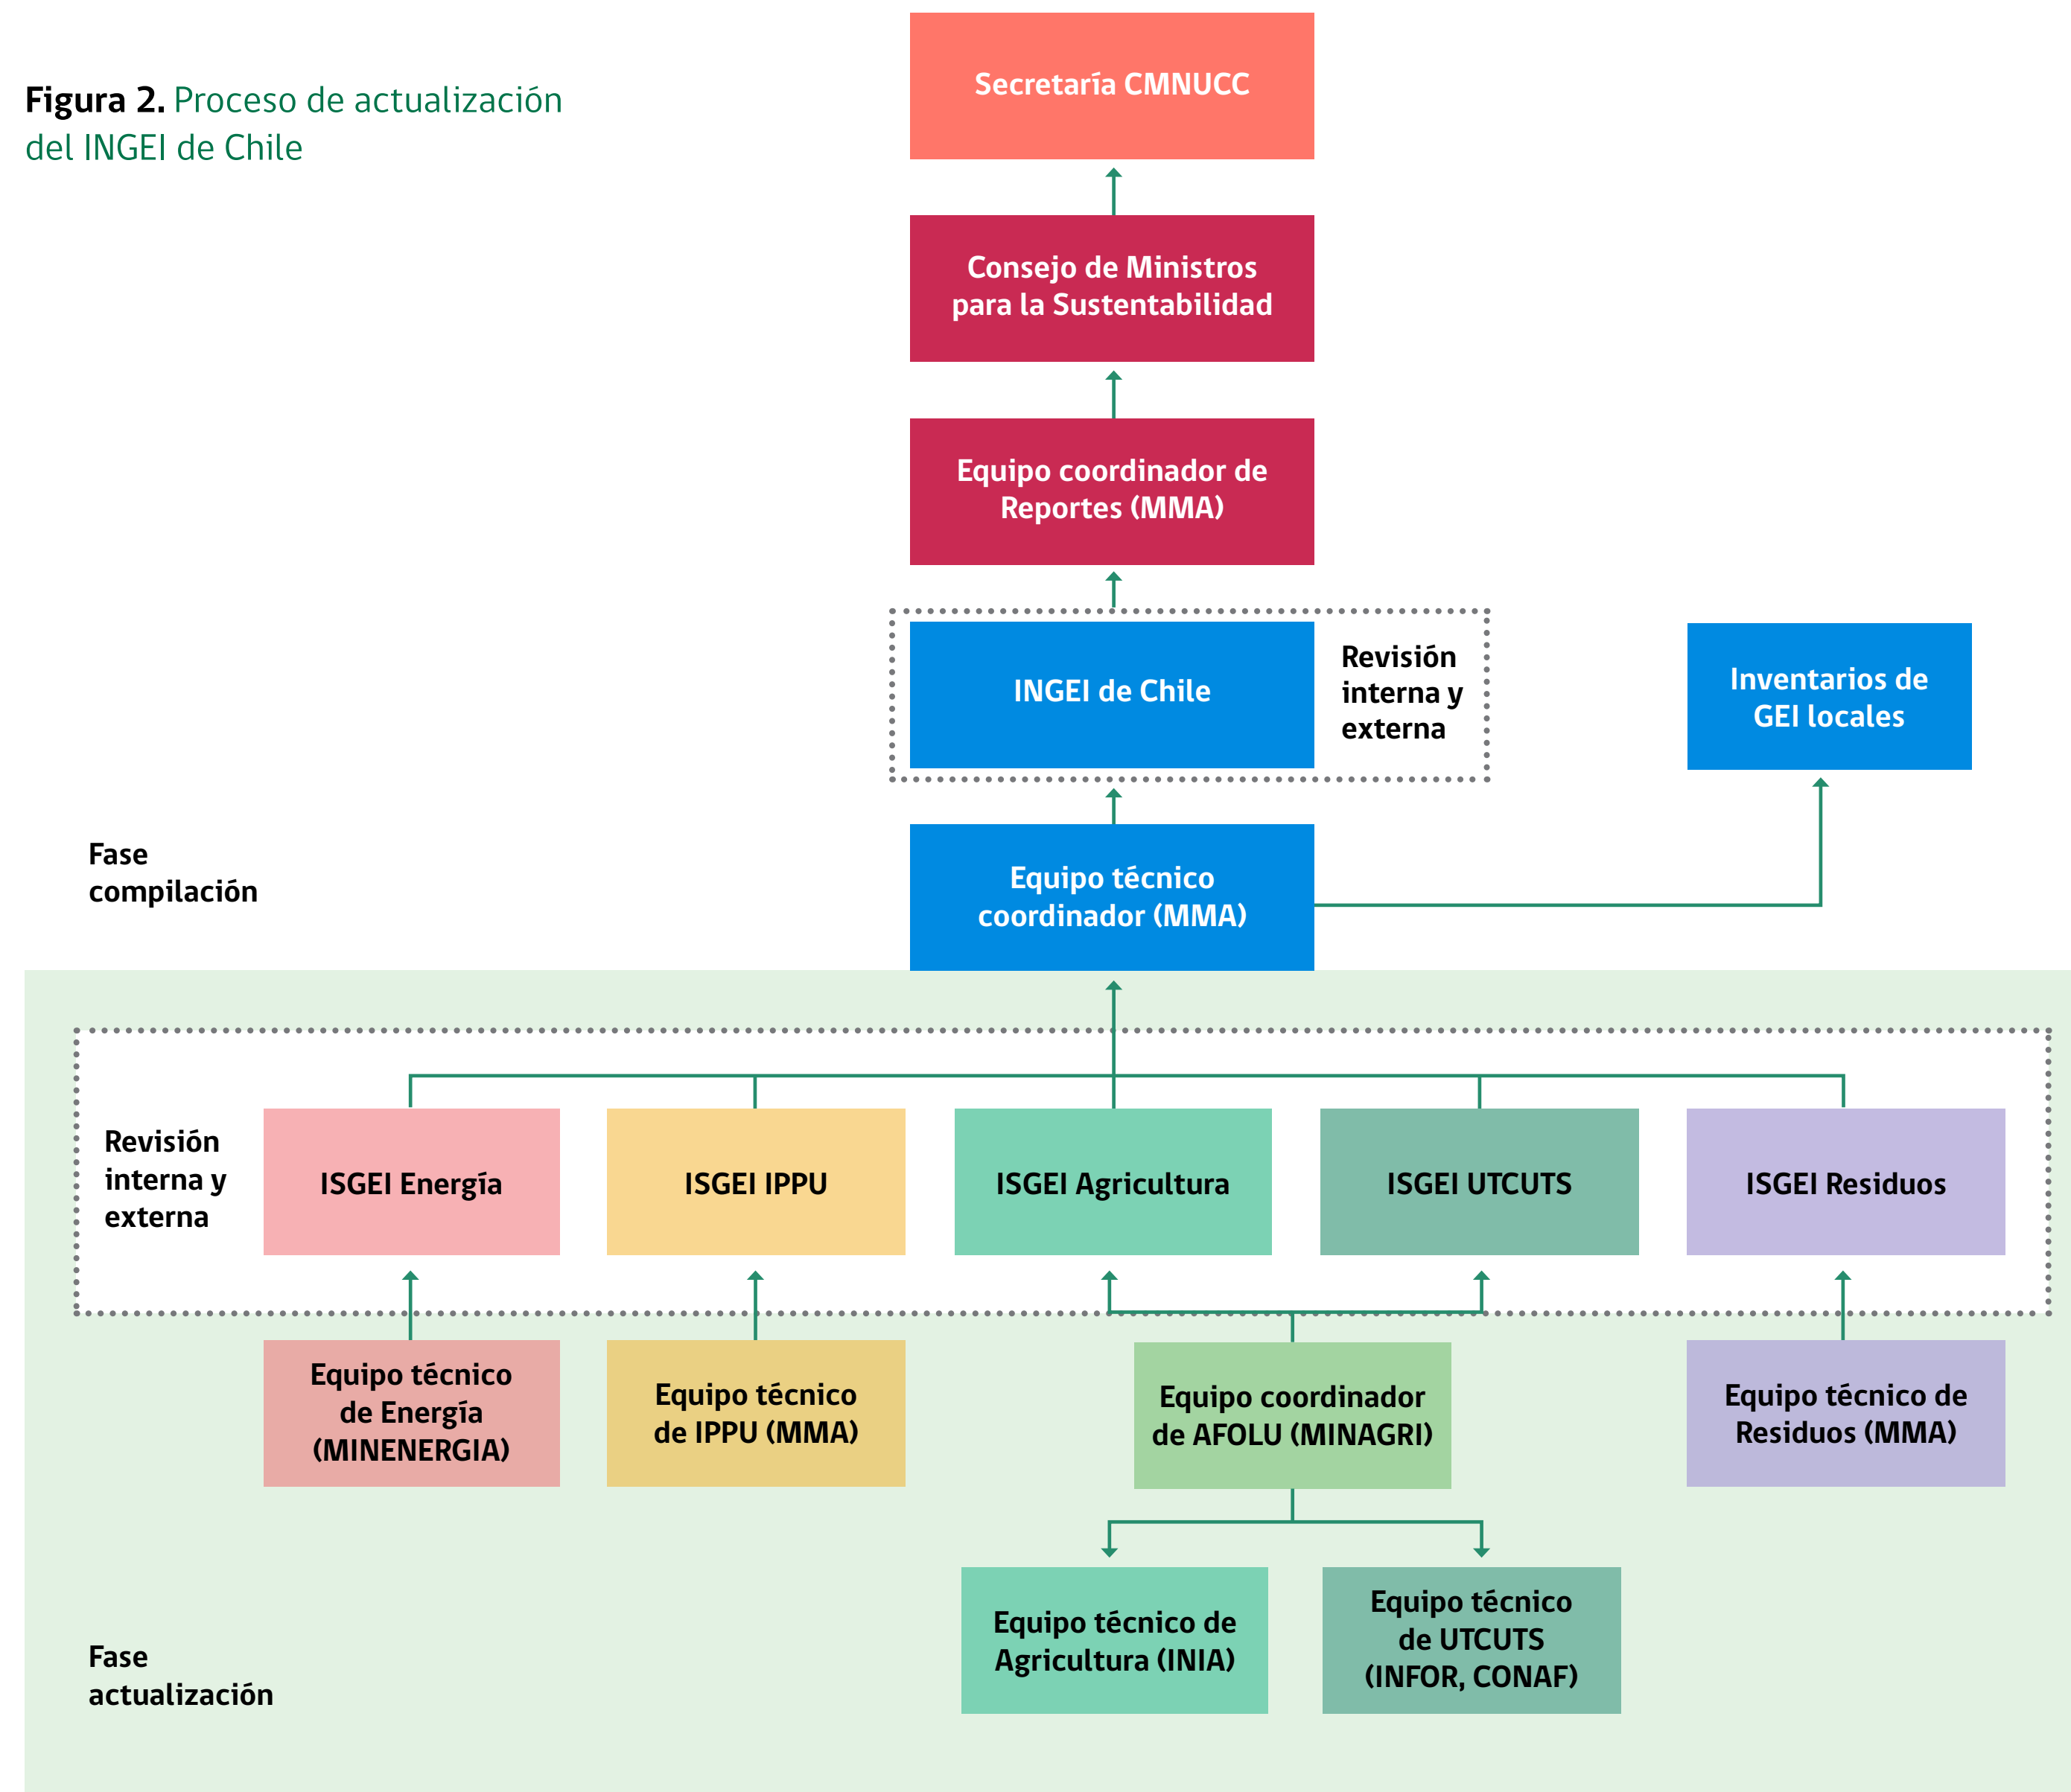 Figura 2. Proceso de actualización
del INGEI de Chile
Secretaría CMNUCC
Consejo de Ministros
para la Sustentabilidad
Equipo coordinador de
Reportes (MMA)
INGEI de Chile
Revisión
interna y
externa
Inventarios de
GEI locales
Fase
compilación
Equipo técnico
coordinador (MMA)
Revisión
interna y
externa
ISGEI Energía
ISGEI IPPU
ISGEI Agricultura
ISGEI UTCUTS
ISGEI Residuos
Equipo técnico
de Energía
(MINENERGIA)
Equipo técnico
de IPPU (MMA)
Equipo coordinador
de AFOLU (MINAGRI)
Equipo técnico de
Residuos (MMA)
Equipo técnico de
Agricultura (INIA)
Equipo técnico
de UTCUTS
(INFOR, CONAF)
Fase
actualización